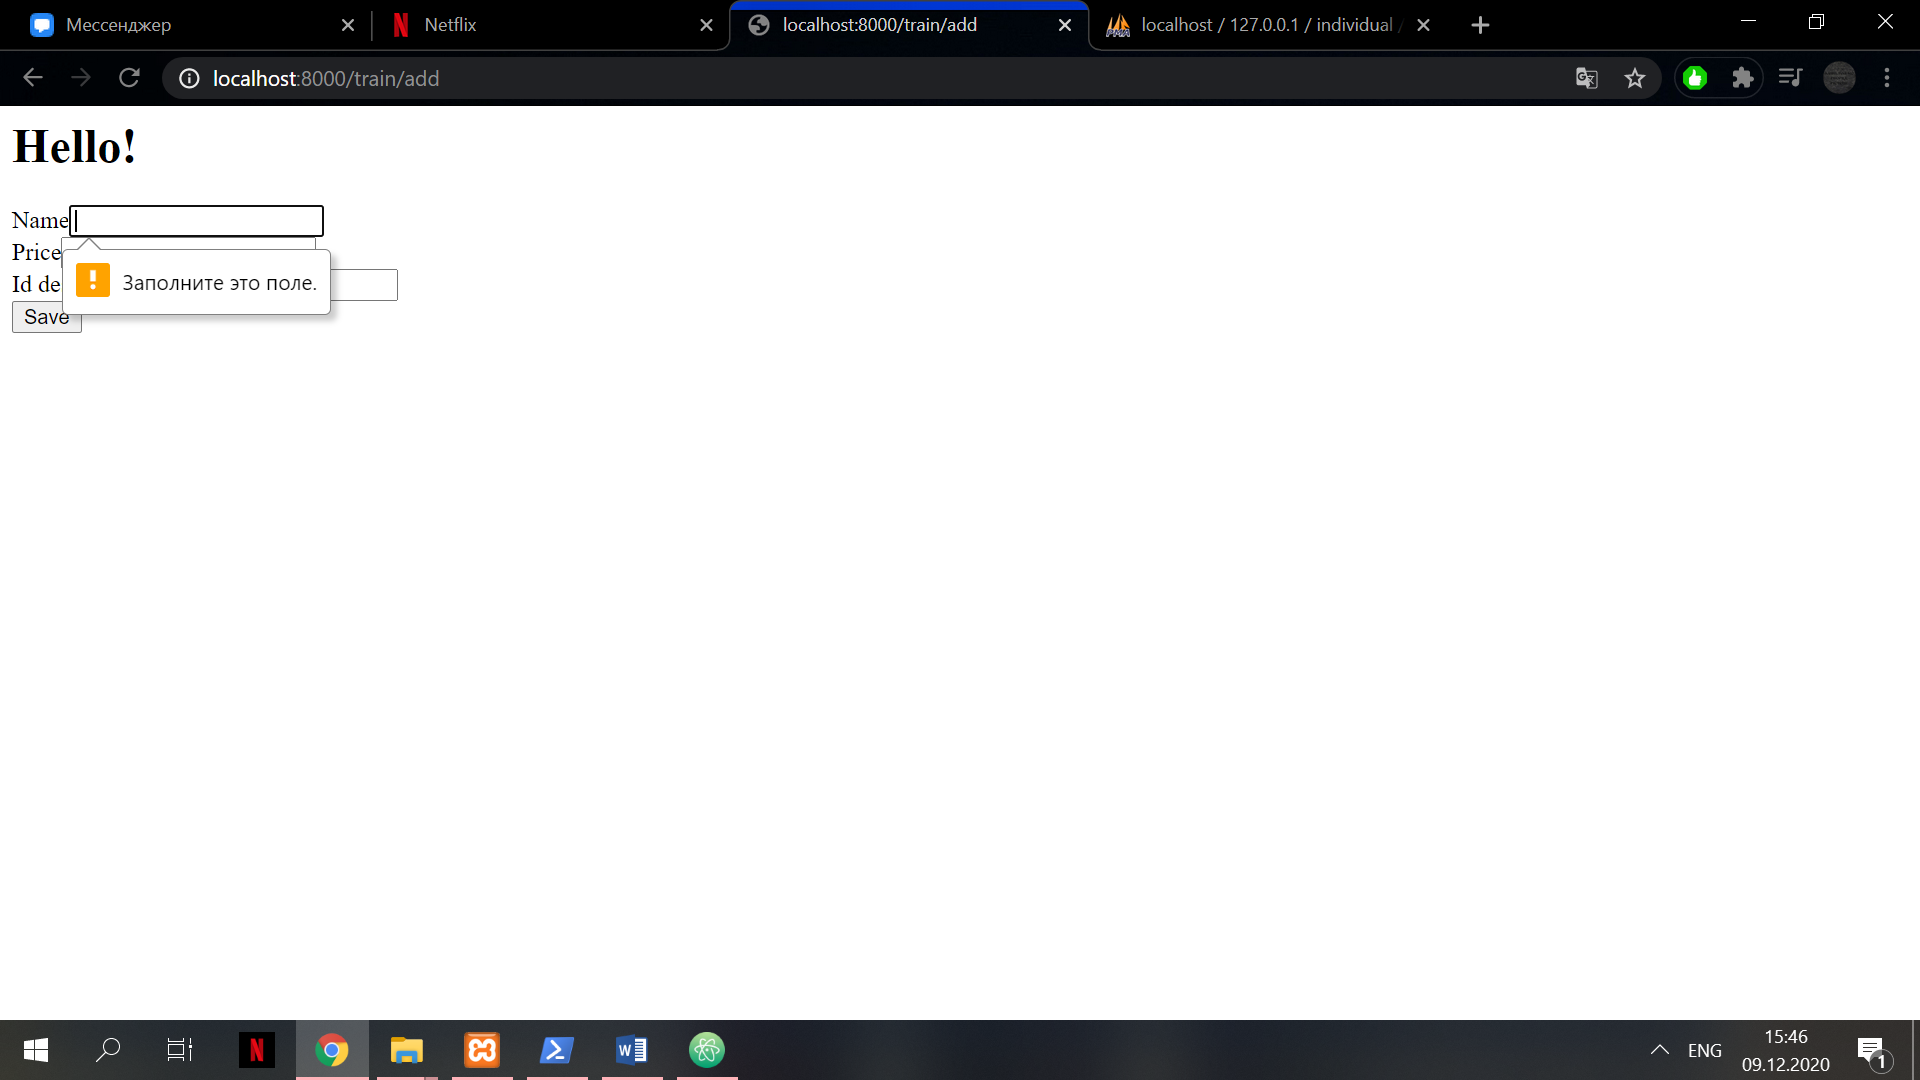 Мессенджер
Netflix
localhost:8000/train/add
localhost / 127.0.0.1 / individual /
localhost:8000/train/add
Hello!
Name
Price
Id de
Заполните это поле.
Save
ENG
15:46
09.12.2020
1